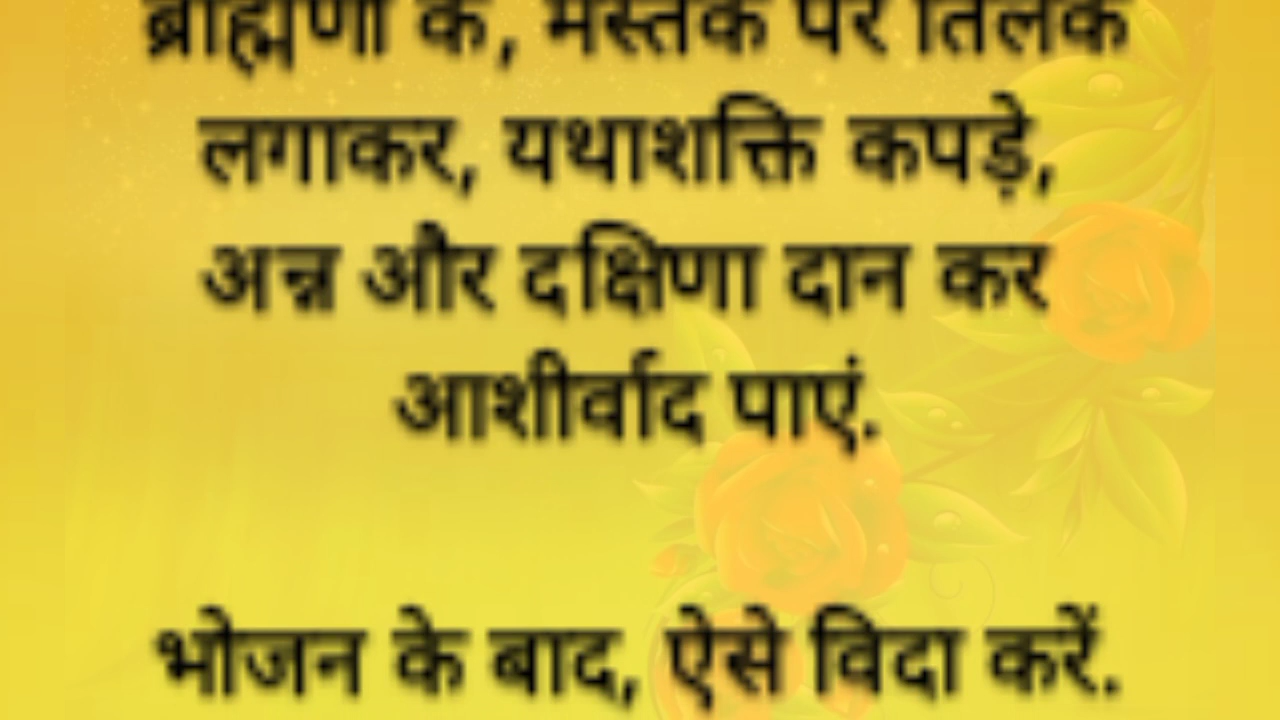 ब्राह्मणों के, मस्तक पर तिलक
लगाकर, यथाशक्ति कपड़े,
अन्न और दक्षिणा दान कर
आशीर्वाद पाएं.
भोजन के बाद, ऐसे विदा करें.